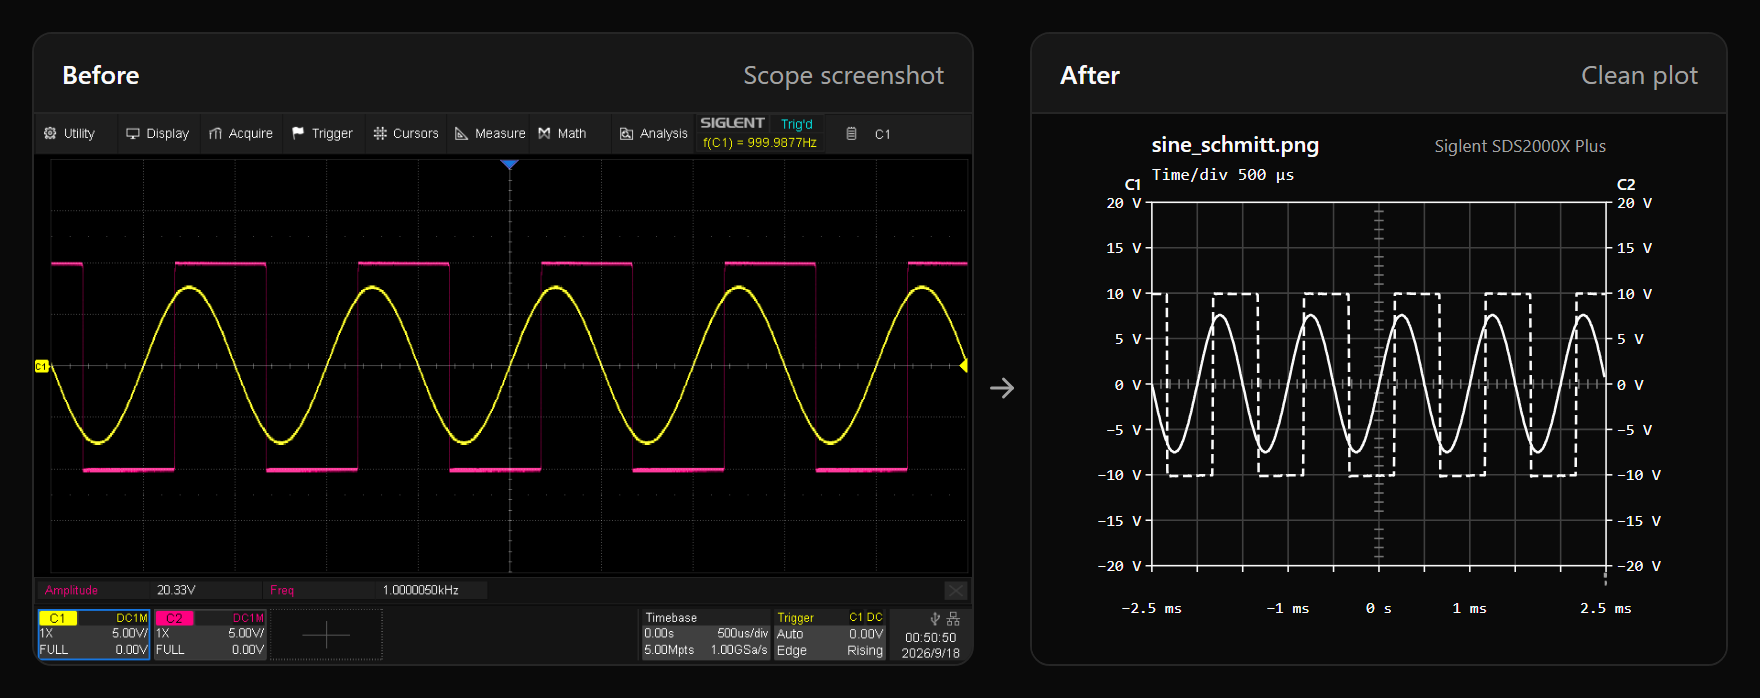 Before
Scope screenshot
Utility
Display
Acquire
Trigger
Cursors
Measure
Math
Analysis
SIGLENT
Trig'd
f(C1) = 999.9877Hz
C1
C1
Amplitude
20.33V
Freq
1.0000050kHz
C1 DC1M
1X 5.00V/
FULL 0.00V
C2 DC1M
1X 5.00V/
FULL 0.00V
Timebase
0.00s 500us/div
5.00Mpts 1.00GSa/s
Trigger C1 DC
Auto 0.00V
Edge Rising
00:50:50
2026/9/18
After
Clean plot
sine_schmitt.png
Siglent SDS2000X Plus
Time/div 500 µs
C1
20 V
15 V
10 V
5 V
0 V
−5 V
−10 V
−15 V
−20 V
C2
20 V
15 V
10 V
5 V
0 V
−5 V
−10 V
−15 V
−20 V
−2.5 ms
−1 ms
0 s
1 ms
2.5 ms